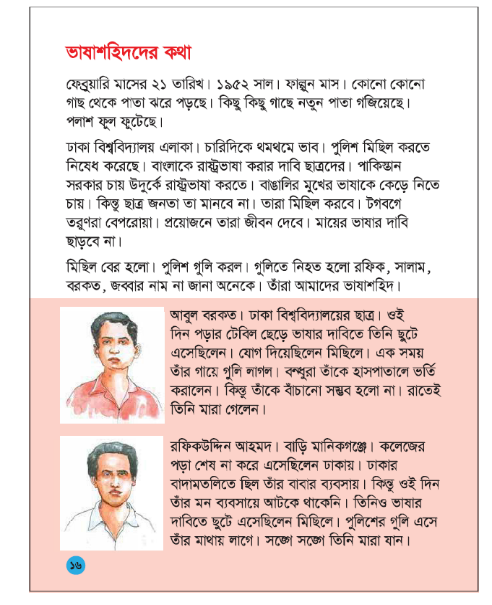 ভাষাশহিদদের কথা
ফেব্রুয়ারি মাসের ২১ তারিখ। ১৯৫২ সাল। ফাল্গুন মাস। কোনো কোনো
গাছ থেকে পাতা ঝরে পড়ছে। কিছু কিছু গাছে নতুন পাতা গজিয়েছে।
পলাশ ফুল ফুটেছে।
ঢাকা বিশ্ববিদ্যালয় এলাকা। চারিদিকে থমথমে ভাব। পুলিশ মিছিল করতে
নিষেধ করেছে। বাংলাকে রাষ্ট্রভাষা করার দাবি ছাত্রদের। পাকিস্তান
সরকার চায় উর্দুকে রাষ্ট্রভাষা করতে। বাঙালির মুখের ভাষাকে কেড়ে নিতে
চায়। কিন্তু ছাত্র জনতা তা মানবে না। তারা মিছিল করবে। টগবগে
তরুণরা বেপরোয়া। প্রয়োজনে তারা জীবন দেবে। মায়ের ভাষার দাবি
ছাড়বে না।
মিছিল বের হলো। পুলিশ গুলি করল। গুলিতে নিহত হলো রফিক, সালাম,
বরকত, জব্বার নাম না জানা অনেকে। তাঁরা আমাদের ভাষাশহিদ।
আবুল বরকত। ঢাকা বিশ্ববিদ্যালয়ের ছাত্র। ওই
দিন পড়ার টেবিল ছেড়ে ভাষার দাবিতে তিনি ছুটে
এসেছিলেন। যোগ দিয়েছিলেন মিছিলে। এক সময়
তাঁর গায়ে গুলি লাগল। বন্ধুরা তাঁকে হাসপাতালে ভর্তি
করালেন। কিন্তু তাঁকে বাঁচানো সম্ভব হলো না। রাতেই
তিনি মারা গেলেন।
রফিকউদ্দিন আহমদ। বাড়ি মানিকগঞ্জে। কলেজের
পড়া শেষ না করে এসেছিলেন ঢাকায়। ঢাকার
বাদামতলিতে ছিল তাঁর বাবার ব্যবসায়। কিন্তু ওই দিন
তাঁর মন ব্যবসায়ে আটকে থাকেনি। তিনিও ভাষার
দাবিতে ছুটে এসেছিলেন মিছিলে। পুলিশের গুলি এসে
তাঁর মাথায় লাগে। সঙ্গে সঙ্গে তিনি মারা যান।
১৬